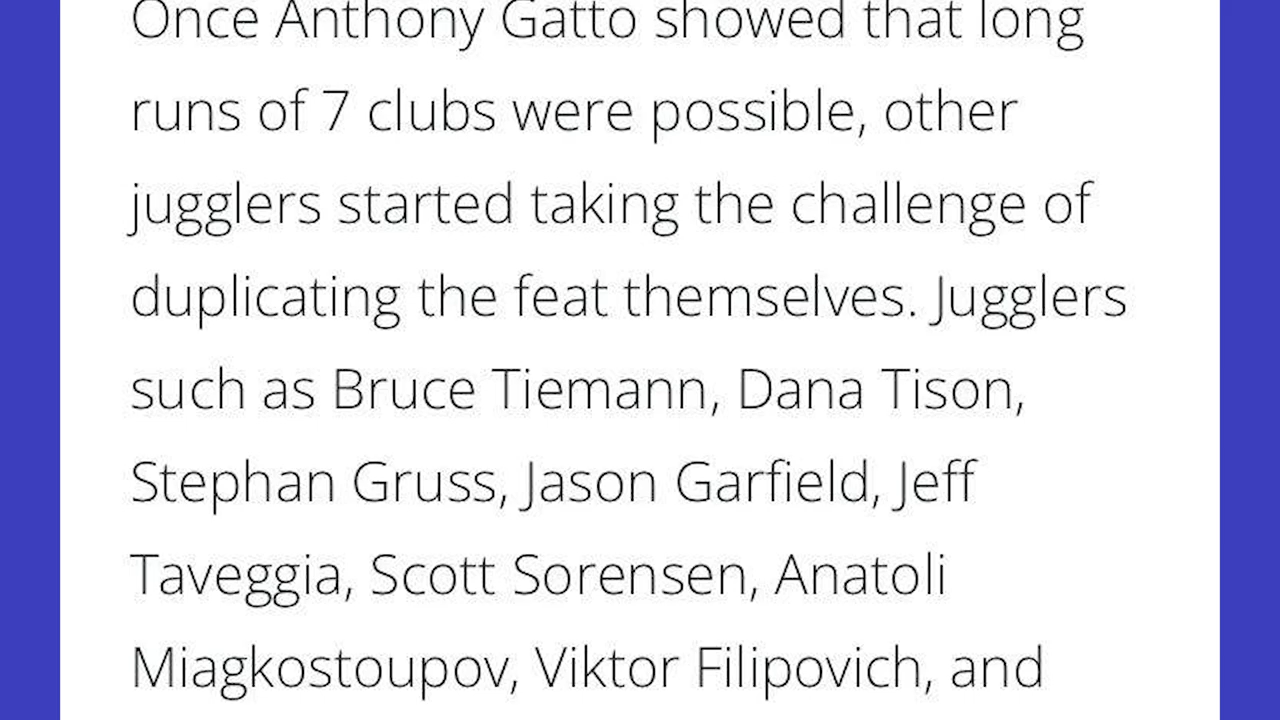 Once Anthony Gatto showed that long
runs of 7 clubs were possible, other
jugglers started taking the challenge of
duplicating the feat themselves. Jugglers
such as Bruce Tiemann, Dana Tison,
Stephan Gruss, Jason Garfield, Jeff
Taveggia, Scott Sorensen, Anatoli
Miagkostoupov, Viktor Filipovich, and